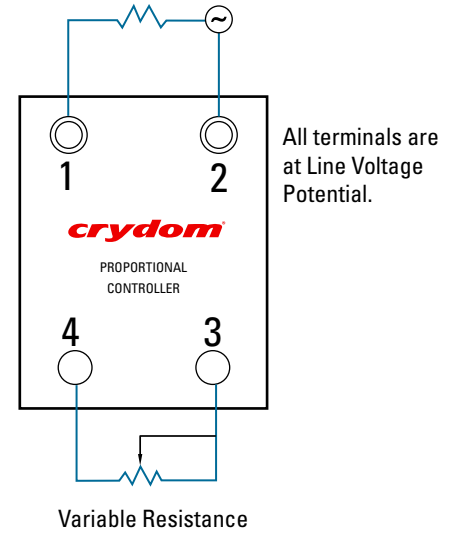 1
2
All terminals are
at Line Voltage
Potential.
crydom
PROPORTIONAL
CONTROLLER
4
3
Variable Resistance